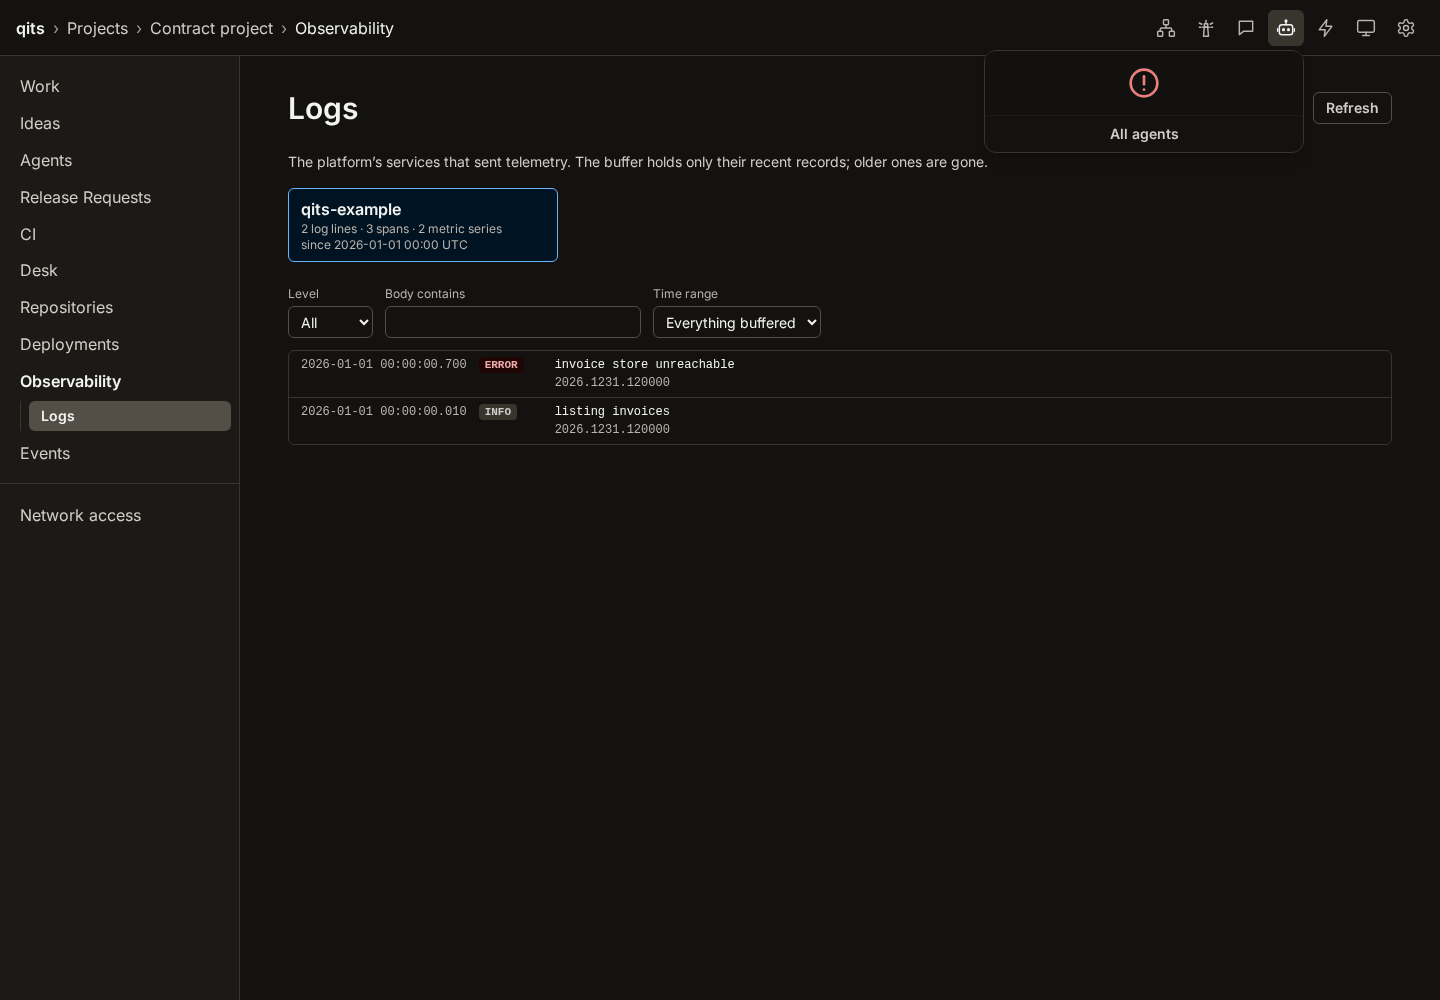 qits › Projects › Contract project › Observability
Work
Ideas
Agents
Release Requests
CI
Desk
Repositories
Deployments
Observability
Logs
Events
Network access
All agents
Logs
Refresh
The platform’s services that sent telemetry. The buffer holds only their recent records; older ones are gone.
qits-example
2 log lines · 3 spans · 2 metric series
since 2026-01-01 00:00 UTC
Level
Body contains
Time range
All
Everything buffered
2026-01-01 00:00:00.700 ERROR invoice store unreachable
2026.1231.120000
2026-01-01 00:00:00.010 INFO listing invoices
2026.1231.120000